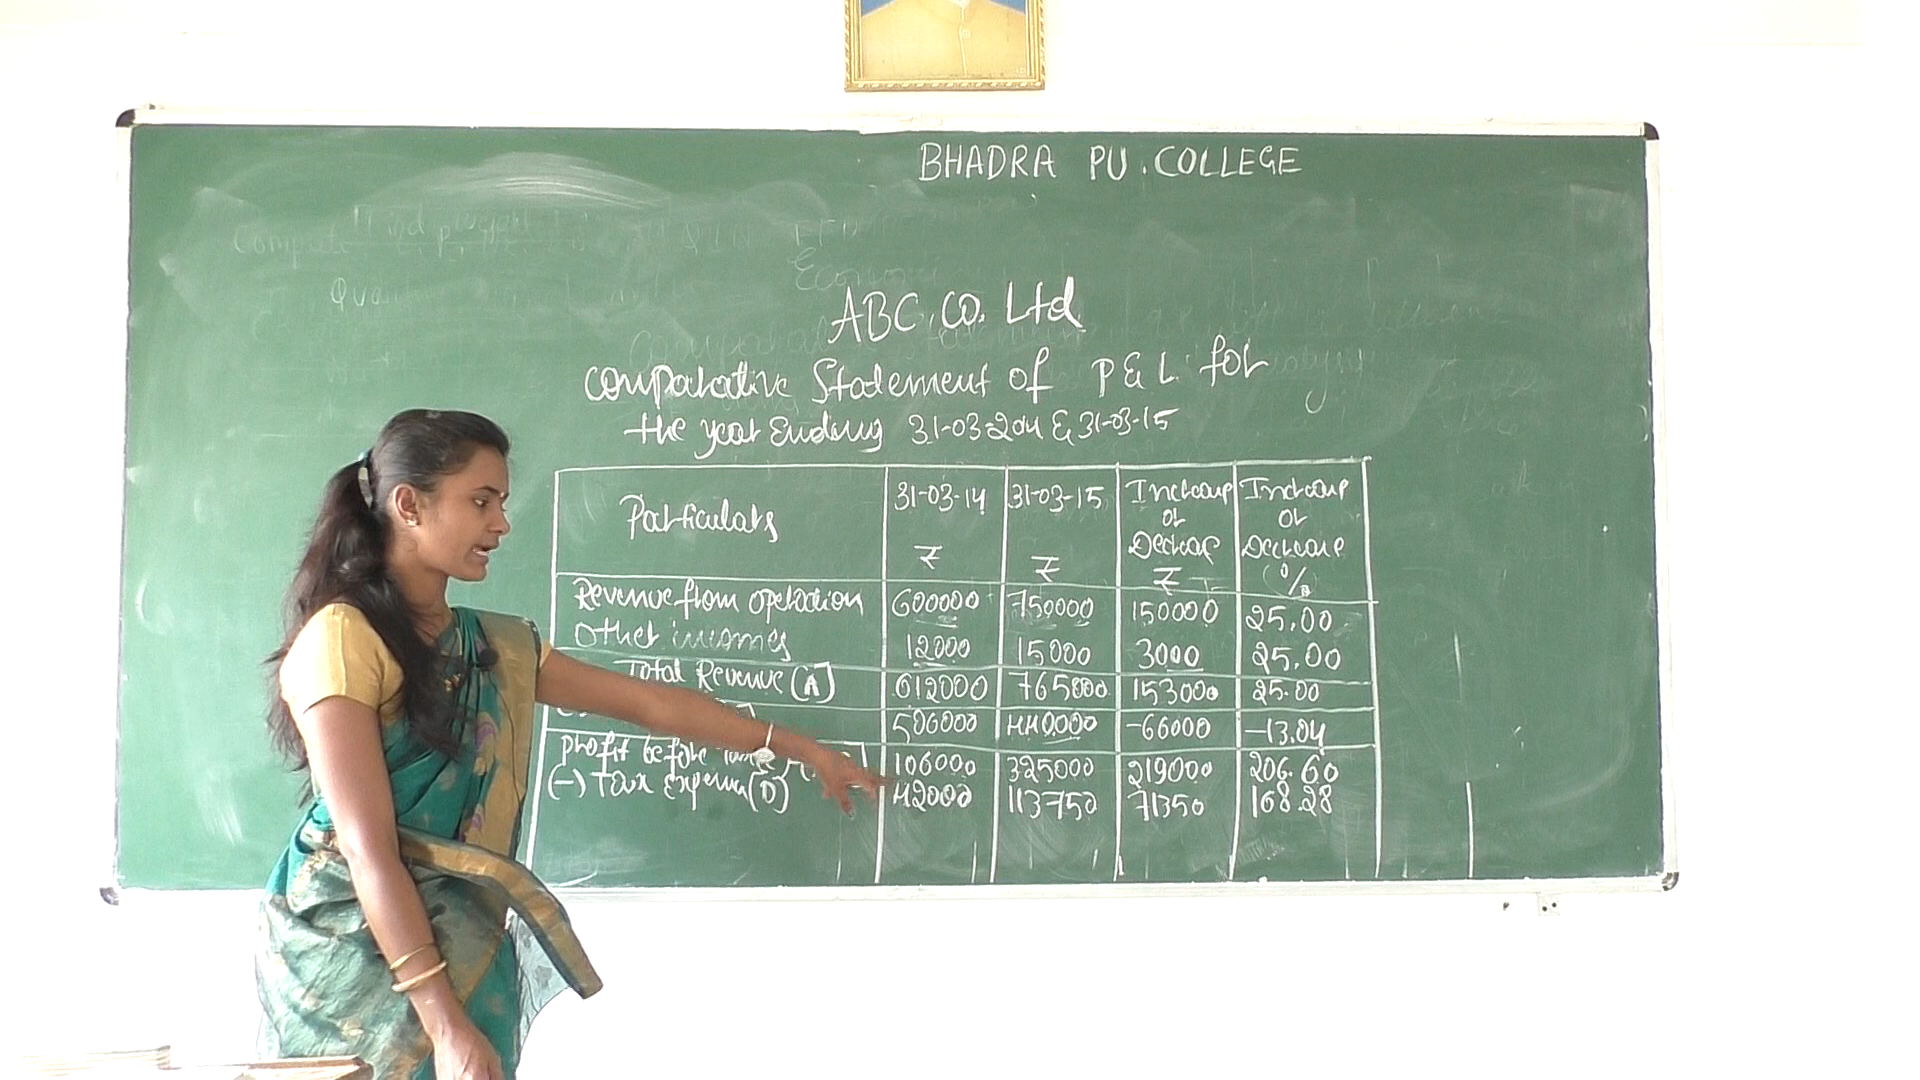 BHADRA PU. COLLEGE
ABC. CO. Ltd
comparative Statement of P & L for
the year Ending 31-03-2014 & 31-03-15
Particulars 31-03-14 ₹ 31-03-15 ₹ Increase or Decrease ₹ Increase or Decrease (%)
Revenue from operation 600000 750000 150000 25.00
Other incomes 12000 15000 3000 25.00
Total Revenue (A) 612000 765000 153000 25.00
506000 440000 -66000 -13.04
profit before 106000 325000 219000 206.60
(-) Tax Expenses (D) 42000 113750 71350 168.28